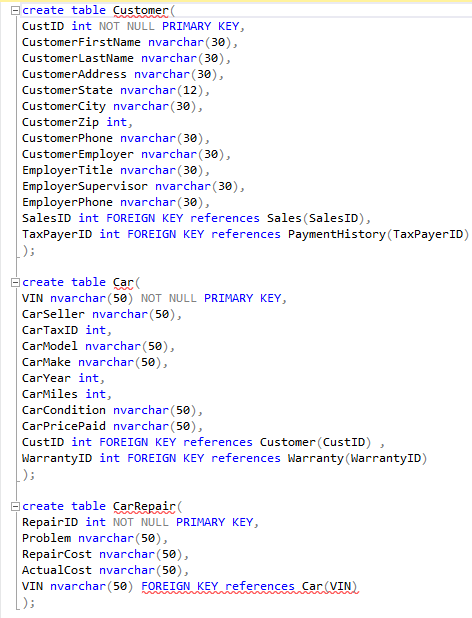 create table Customer(
CustID int NOT NULL PRIMARY KEY,
CustomerFirstName nvarchar(30),
CustomerLastName nvarchar(30),
CustomerAddress nvarchar(30),
CustomerState nvarchar(12),
CustomerCity nvarchar(30),
CustomerZip int,
CustomerPhone nvarchar(30),
CustomerEmployer nvarchar(30),
EmployerTitle nvarchar(30),
EmployerSupervisor nvarchar(30),
EmployerPhone nvarchar(30),
SalesID int FOREIGN KEY references Sales(SalesID),
TaxPayerID int FOREIGN KEY references PaymentHistory(TaxPayerID)
);
create table Car(
VIN nvarchar(50) NOT NULL PRIMARY KEY,
CarSeller nvarchar(50),
CarTaxID int,
CarModel nvarchar(50),
CarMake nvarchar(50),
CarYear int,
CarMiles int,
CarCondition nvarchar(50),
CarPricePaid nvarchar(50),
CustID int FOREIGN KEY references Customer(CustID) ,
WarrantyID int FOREIGN KEY references Warranty(WarrantyID)
);
create table CarRepair(
RepairID int NOT NULL PRIMARY KEY,
Problem nvarchar(50),
RepairCost nvarchar(50),
ActualCost nvarchar(50),
VIN nvarchar(50) FOREIGN KEY references Car(VIN)
);